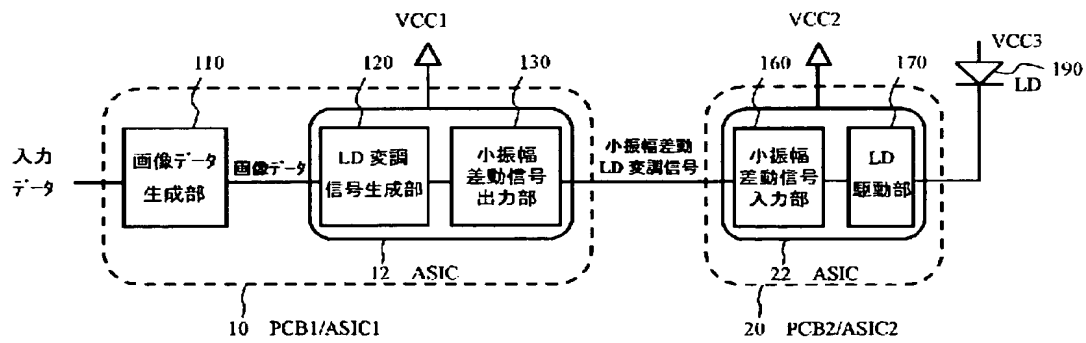 VCC1
VCC2
VCC3
110
120
130
160
170
190
LD
入力
データ
画像データ
生成部
画像データ
LD 変調
信号生成部
小振幅
差動信号
出力部
小振幅差動
LD 変調信号
小振幅
差動信号
入力部
LD
駆動部
12 ASIC
22 ASIC
10 PCB1/ASIC1
20 PCB2/ASIC2